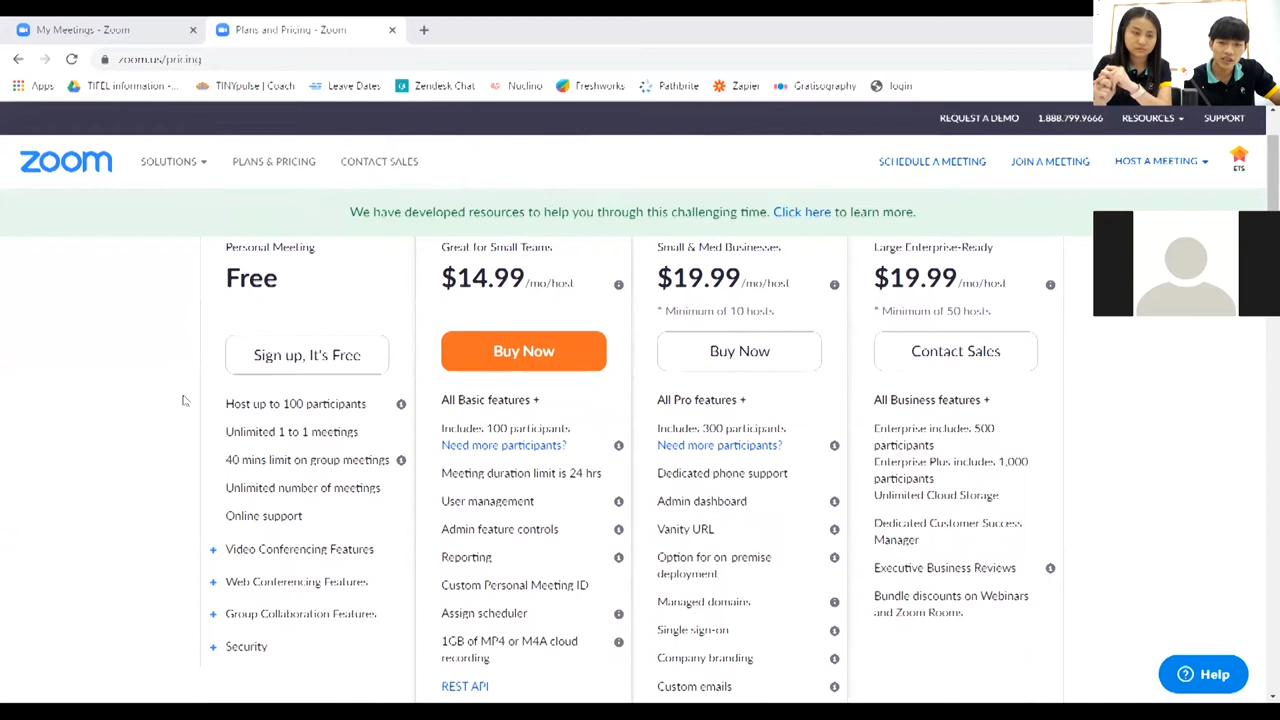 My Meetings - Zoom
Plans and Pricing - Zoom
zoom.us/pricing
Apps
TIFEL information -...
TINYpulse | Coach
Leave Dates
Zendesk Chat
Nuclino
Freshworks
Pathbrite
Zapier
Gratisography
login
REQUEST A DEMO
1.888.799.9666
RESOURCES
SUPPORT
zoom
SOLUTIONS
PLANS & PRICING
CONTACT SALES
SCHEDULE A MEETING
JOIN A MEETING
HOST A MEETING
ETS
We have developed resources to help you through this challenging time. Click here to learn more.
Personal Meeting
Free
Sign up, It's Free
Host up to 100 participants
Unlimited 1 to 1 meetings
40 mins limit on group meetings
Unlimited number of meetings
Online support
+ Video Conferencing Features
+ Web Conferencing Features
+ Group Collaboration Features
+ Security
Great for Small Teams
$14.99 /mo/host
Buy Now
All Basic features +
Includes 100 participants
Need more participants?
Meeting duration limit is 24 hrs
User management
Admin feature controls
Reporting
Custom Personal Meeting ID
Assign scheduler
1GB of MP4 or M4A cloud
recording
REST API
Small & Med Businesses
$19.99 /mo/host
* Minimum of 10 hosts
Buy Now
All Pro features +
Includes 300 participants
Need more participants?
Dedicated phone support
Admin dashboard
Vanity URL
Option for on-premise
deployment
Managed domains
Single sign-on
Company branding
Custom emails
Large Enterprise-Ready
$19.99 /mo/host
* Minimum of 50 hosts
Contact Sales
All Business features +
Enterprise includes 500
participants
Enterprise Plus includes 1,000
participants
Unlimited Cloud Storage
Dedicated Customer Success
Manager
Executive Business Reviews
Bundle discounts on Webinars
and Zoom Rooms
Help